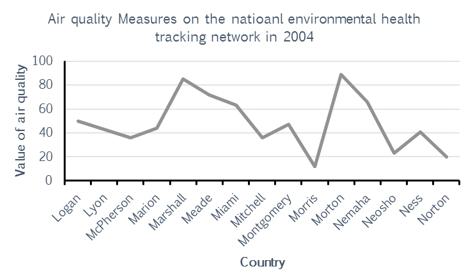 Air quality Measures on the natioanl environmental health
tracking network in 2004
Value of air quality
100
80
60
40
20
0
Logan
Lyon
McPherson
Marion
Marshall
Meade
Miami
Mitchell
Montgomery
Morris
Morton
Nemaha
Neosho
Ness
Norton
Country